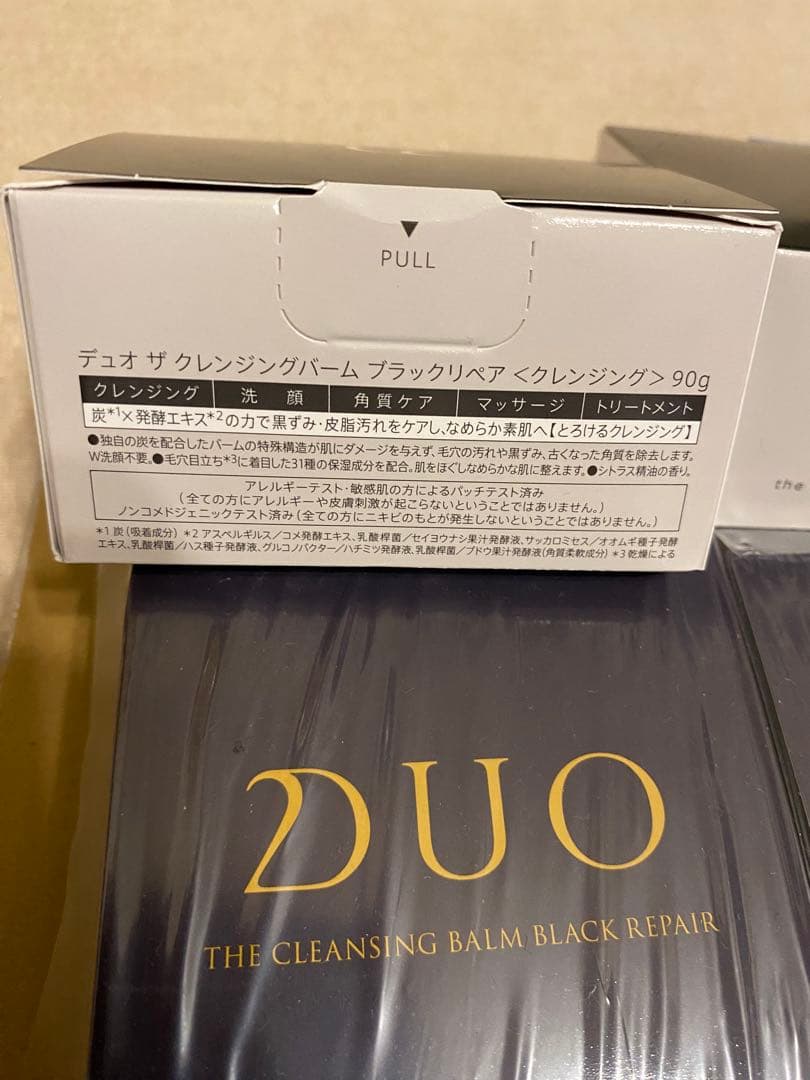 PULL
デュオ ザ クレンジングバーム ブラックリペア <クレンジング> 90g
クレンジング 洗顔 角質ケア マッサージ トリートメント
炭*1×発酵エキス*2の力で黒ずみ・皮脂汚れをケアし、なめらか素肌へ【とろけるクレンジング】
●独自の炭を配合したバームの特殊構造が肌にダメージを与えず、毛穴の汚れや黒ずみ、古くなった角質を除去します。
W洗顔不要。●毛穴目立ち*3に着目した31種の保湿成分を配合。肌をほぐしなめらかな肌に整えます。●シトラス精油の香り。
アレルギーテスト・敏感肌の方によるパッチテスト済み
(全ての方にアレルギーや皮膚刺激が起こらないということではありません。)
ノンコメドジェニックテスト済み(全ての方にニキビのもとが発生しないということではありません。)
*1 炭(吸着成分) *2 アスペルギルス/コメ発酵エキス、乳酸桿菌/セイヨウナシ果汁発酵液、サッカロミセス/オオムギ種子発酵
エキス、乳酸桿菌/ハス種子発酵液、グルコノバクター/ハチミツ発酵液、乳酸桿菌/ブドウ果汁発酵液(角質柔軟成分) *3 乾燥による
the
DUO
THE CLEANSING BALM BLACK REPAIR